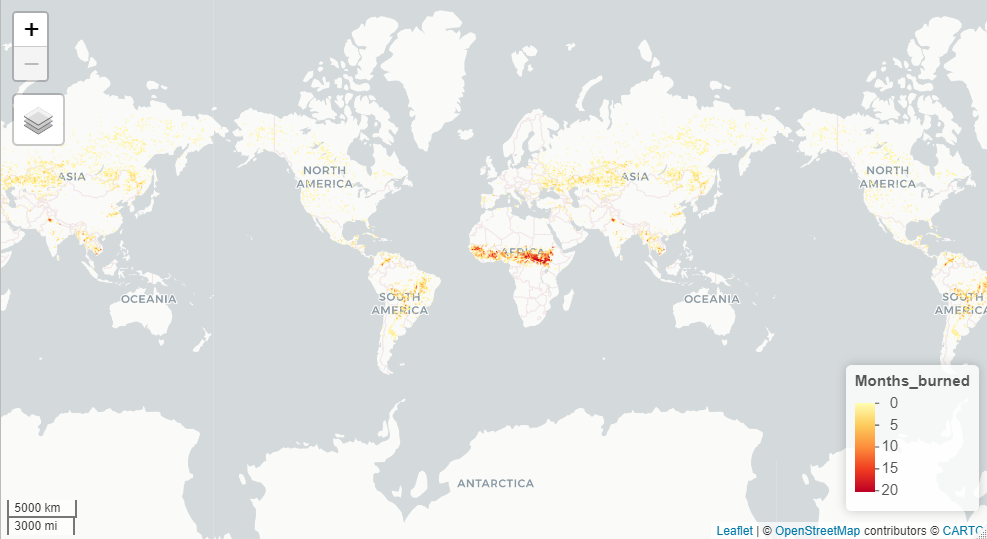 +
−
ASIA
NORTH
AMERICA
ASIA
NORTH
AMERICA
AFRICA
OCEANIA
SOUTH
AMERICA
OCEANIA
SOUTH
AMERICA
ANTARCTICA
Months_burned
0
5
10
15
20
5000 km
3000 mi
Leaflet | © OpenStreetMap contributors © CARTO